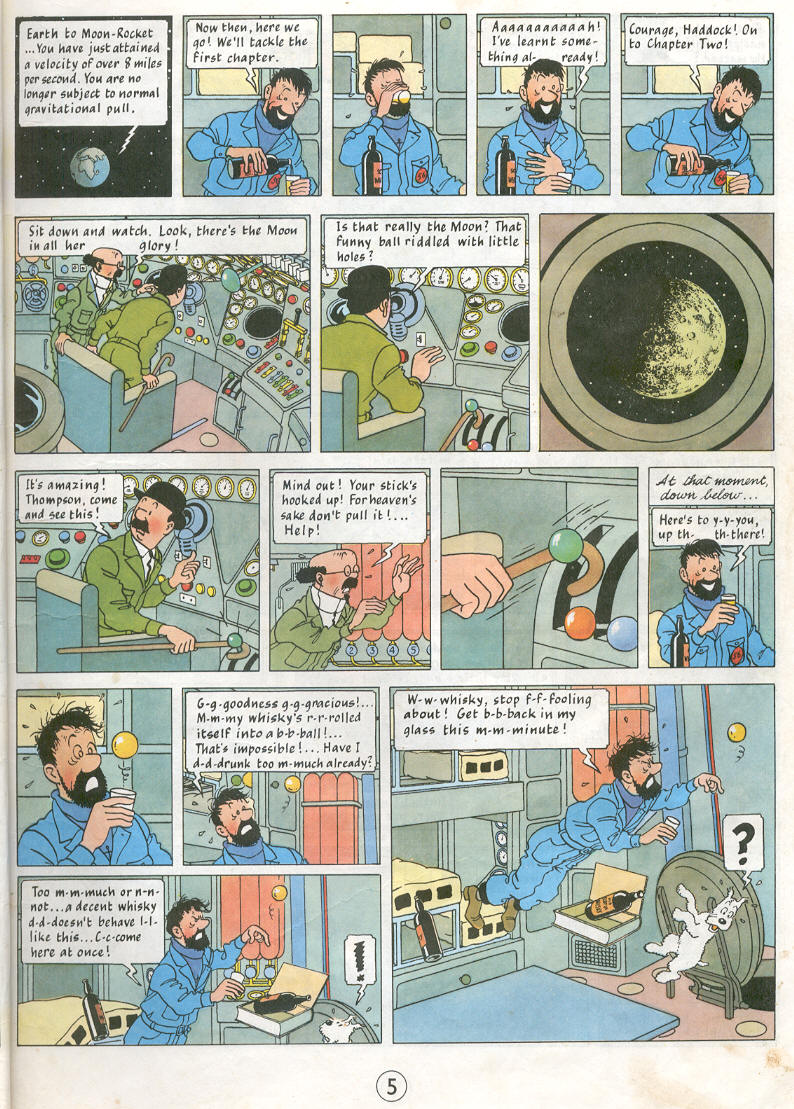 Earth to Moon-Rocket
...You have just attained
a velocity of over 8 miles
per second. You are no
longer subject to normal
gravitational pull.
Now then, here we
go! We'll tackle the
first chapter.
Aaaaaaaaaaah!
I've learnt some-
thing al- ready!
Courage, Haddock! On
to Chapter Two!
Sit down and watch. Look, there's the Moon
in all her glory!
Is that really the Moon? That
funny ball riddled with little
holes?
It's amazing!
Thompson, come
and see this!
Mind out! Your stick's
hooked up! For heaven's
sake don't pull it!...
Help!
1 2 3 4 5
At that moment,
down below...
Here's to y-y-you,
up th- th-there!
G-g-goodness g-g-gracious!...
M-m-my whisky's r-r-rolled
itself into a b-b-ball!...
That's impossible!... Have I
d-d-drunk too m-much already?
W-w-whisky, stop f-f-fooling
about! Get b-b-back in my
glass this m-m-minute!
?
Too m-m-much or n-n-
not...a decent whisky
d-d-doesn't behave l-l-
like this...C-c-come
here at once!
!
5